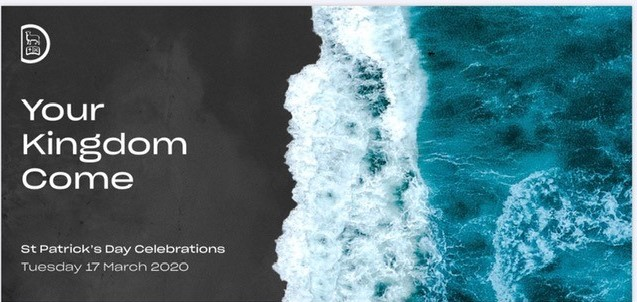 Your
Kingdom
Come
St Patrick's Day Celebrations
Tuesday 17 March 2020